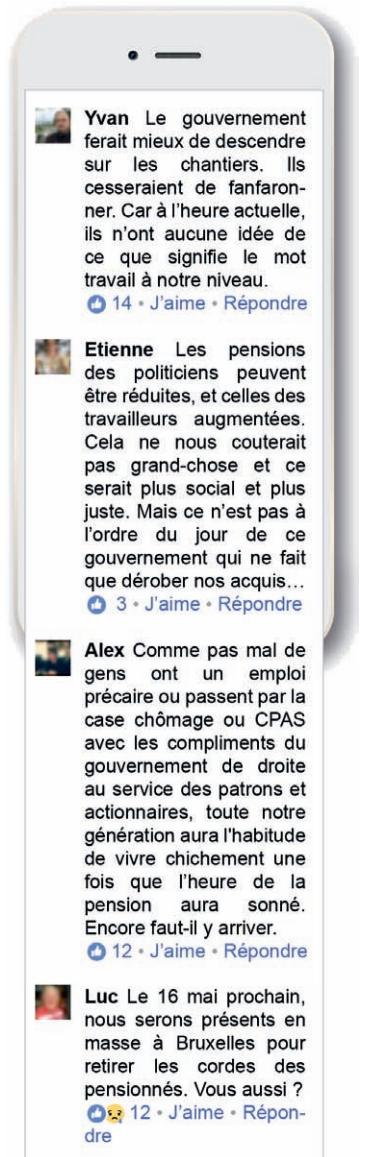 Yvan Le gouvernement
ferait mieux de descendre
sur les chantiers. Ils
cesseraient de fanfaron-
ner. Car à l'heure actuelle,
ils n'ont aucune idée de
ce que signifie le mot
travail à notre niveau.
14 • J'aime • Répondre
Etienne Les pensions
des politiciens peuvent
être réduites, et celles des
travailleurs augmentées.
Cela ne nous couterait
pas grand-chose et ce
serait plus social et plus
juste. Mais ce n'est pas à
l'ordre du jour de ce
gouvernement qui ne fait
que dérober nos acquis…
3 • J'aime • Répondre
Alex Comme pas mal de
gens ont un emploi
précaire ou passent par la
case chômage ou CPAS
avec les compliments du
gouvernement de droite
au service des patrons et
actionnaires, toute notre
génération aura l'habitude
de vivre chichement une
fois que l'heure de la
pension aura sonné.
Encore faut-il y arriver.
12 • J'aime • Répondre
Luc Le 16 mai prochain,
nous serons présents en
masse à Bruxelles pour
retirer les cordes des
pensionnés. Vous aussi ?
12 • J'aime • Répon-
dre